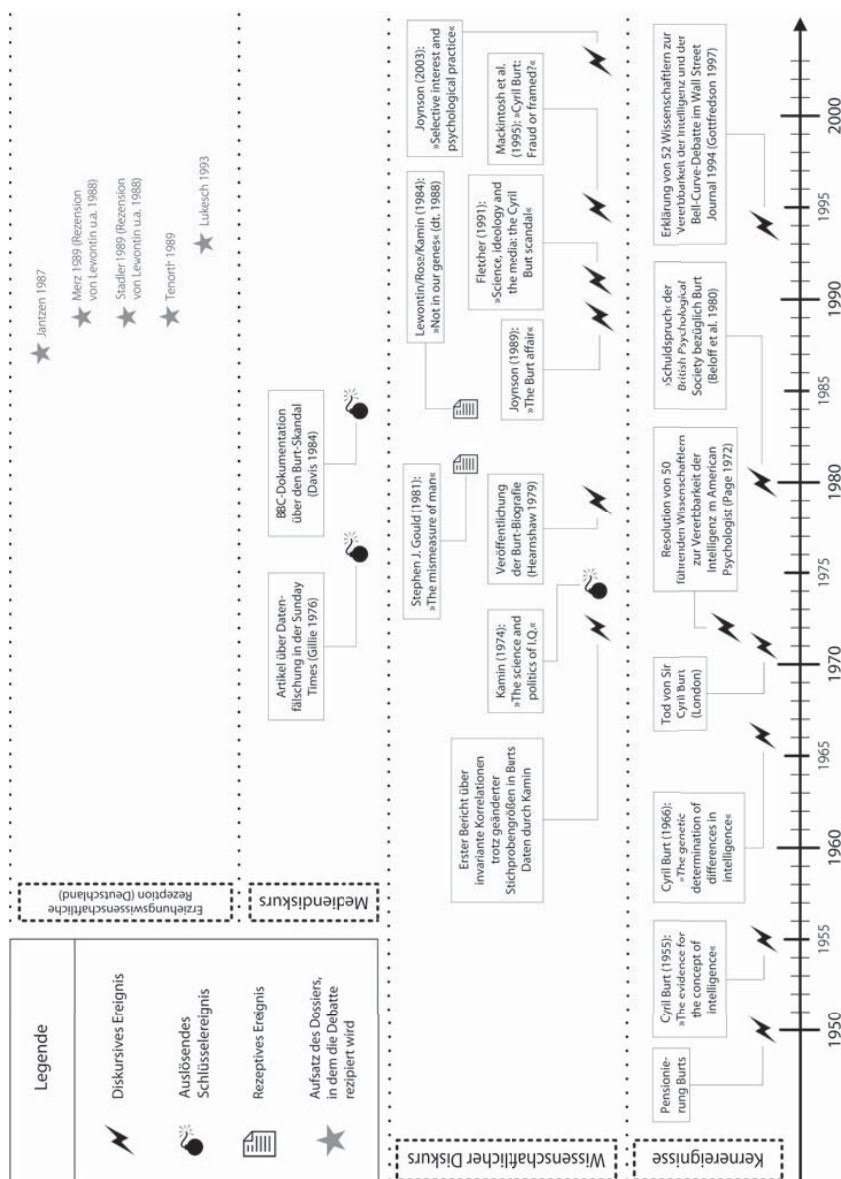 Legende
Diskursives Ereignis
Auslösendes
Schlüsselereignis
Rezeptives Ereignis
Aufsatz des Dossiers,
in dem die Debatte
rezipiert wird
Erziehungswissenschaftliche
Rezeption (Deutschland)
Jantzen 1987
Merz 1989 (Rezension
von Lewontin u.a. 1988)
Stadler 1989 (Rezension
von Lewontin u.a. 1988)
Tenorth 1989
Lukesch 1993
Mediendiskurs
Artikel über Daten-
fälschung in der Sunday
Times (Gillie 1976)
BBC-Dokumentation
über den Burt-Skandal
(Davis 1984)
Wissenschaftlicher Diskurs
Erster Bericht über
invariante Korrelationen
trotz geänderter
Stichprobengrößen in Burts
Daten durch Kamin
Kamin (1974):
»The science and
politics of I.Q.«
Stephen J. Gould (1981):
»The mismeasure of man«
Veröffentlichung
der Burt-Biografie
(Hearnshaw 1979)
Lewontin/Rose/Kamin (1984):
»Not in our genes« (dt. 1988)
Joynson (1989):
»The Burt affair«
Fletcher (1991):
»Science, ideology and
the media: the Cyril
Burt scandal«
Joynson (2003):
»Selective interest and
psychological practice«
Mackintosh et al.
(1995): »Cyril Burt:
Fraud or framed?«
Kernereignisse
Pensionie-
rung Burts
Cyril Burt (1955):
»The evidence for
the concept of
intelligence«
Cyril Burt (1966):
»The genetic
determination of
differences in
intelligence«
Tod von Sir
Cyril Burt
(London)
Resolution von 50
führenden Wissenschaftlern
zur Vererbbarkeit der
Intelligenz m American
Psychologist (Page 1972)
›Schuldspruch‹ der
British Psychological
Society bezüglich Burt
(Beloff et al. 1980)
Erklärung von 52 Wissenschaftlern zur
Vererbbarkeit der Intelligenz und der
Bell-Curve-Debatte im Wall Street
Journal 1994 (Gottfredson 1997)
1950 1955 1960 1965 1970 1975 1980 1985 1990 1995 2000